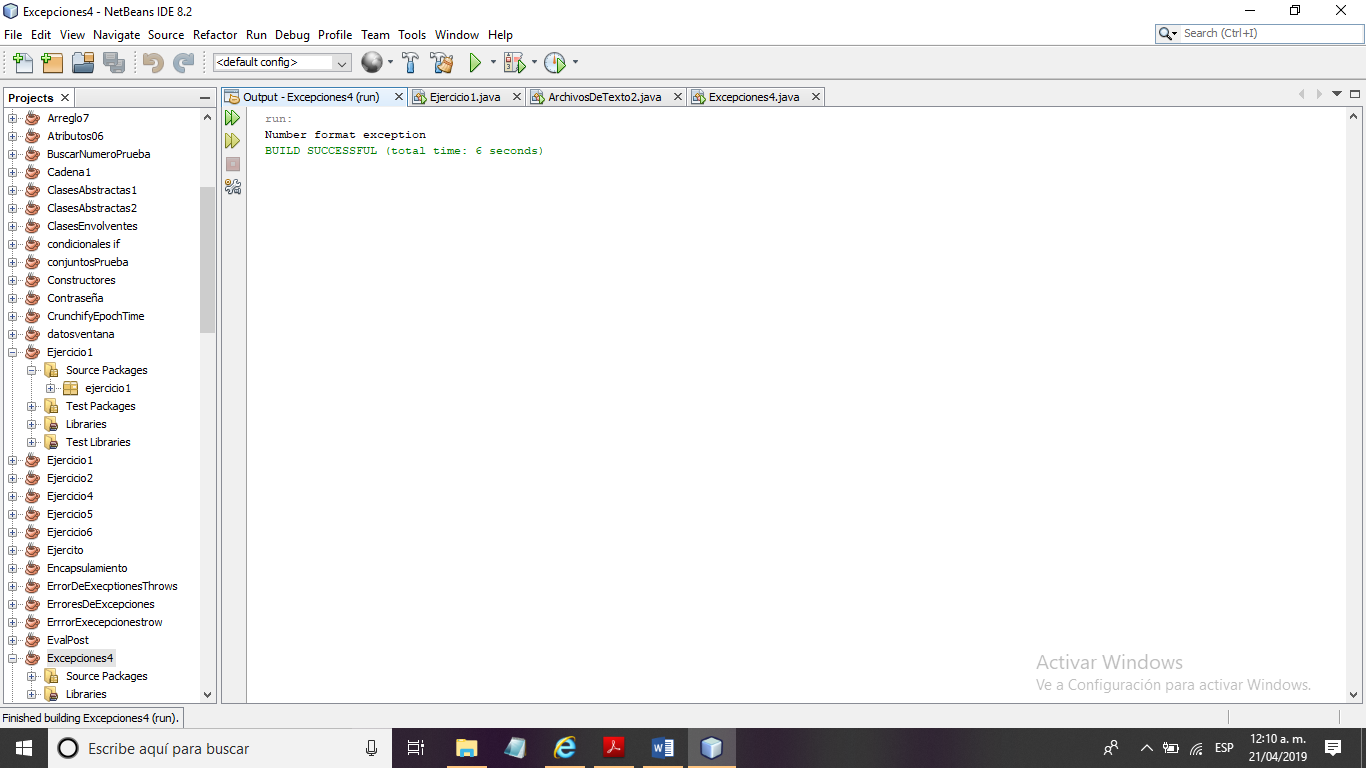 Excepciones4 - NetBeans IDE 8.2
File Edit View Navigate Source Refactor Run Debug Profile Team Tools Window Help
Search (Ctrl+I)
<default config>
Projects
Output - Excepciones4 (run)
Ejercicio1.java
ArchivosDeTexto2.java
Excepciones4.java
Arreglo7
Atributos06
BuscarNumeroPrueba
Cadena1
ClasesAbstractas1
ClasesAbstractas2
ClasesEnvolventes
condicionales if
conjuntosPrueba
Constructores
Contraseña
CrunchifyEpochTime
datosventana
Ejercicio1
Source Packages
ejercicio1
Test Packages
Libraries
Test Libraries
Ejercicio1
Ejercicio2
Ejercicio4
Ejercicio5
Ejercicio6
Ejercito
Encapsulamiento
ErrorDeExecptionesThrows
ErroresDeExcepciones
ErrrorExecepcionestrow
EvalPost
Excepciones4
Source Packages
Libraries
run:
Number format exception
BUILD SUCCESSFUL (total time: 6 seconds)
Activar Windows
Ve a Configuración para activar Windows.
Finished building Excepciones4 (run).
Escribe aquí para buscar
ESP
12:10 a. m.
21/04/2019